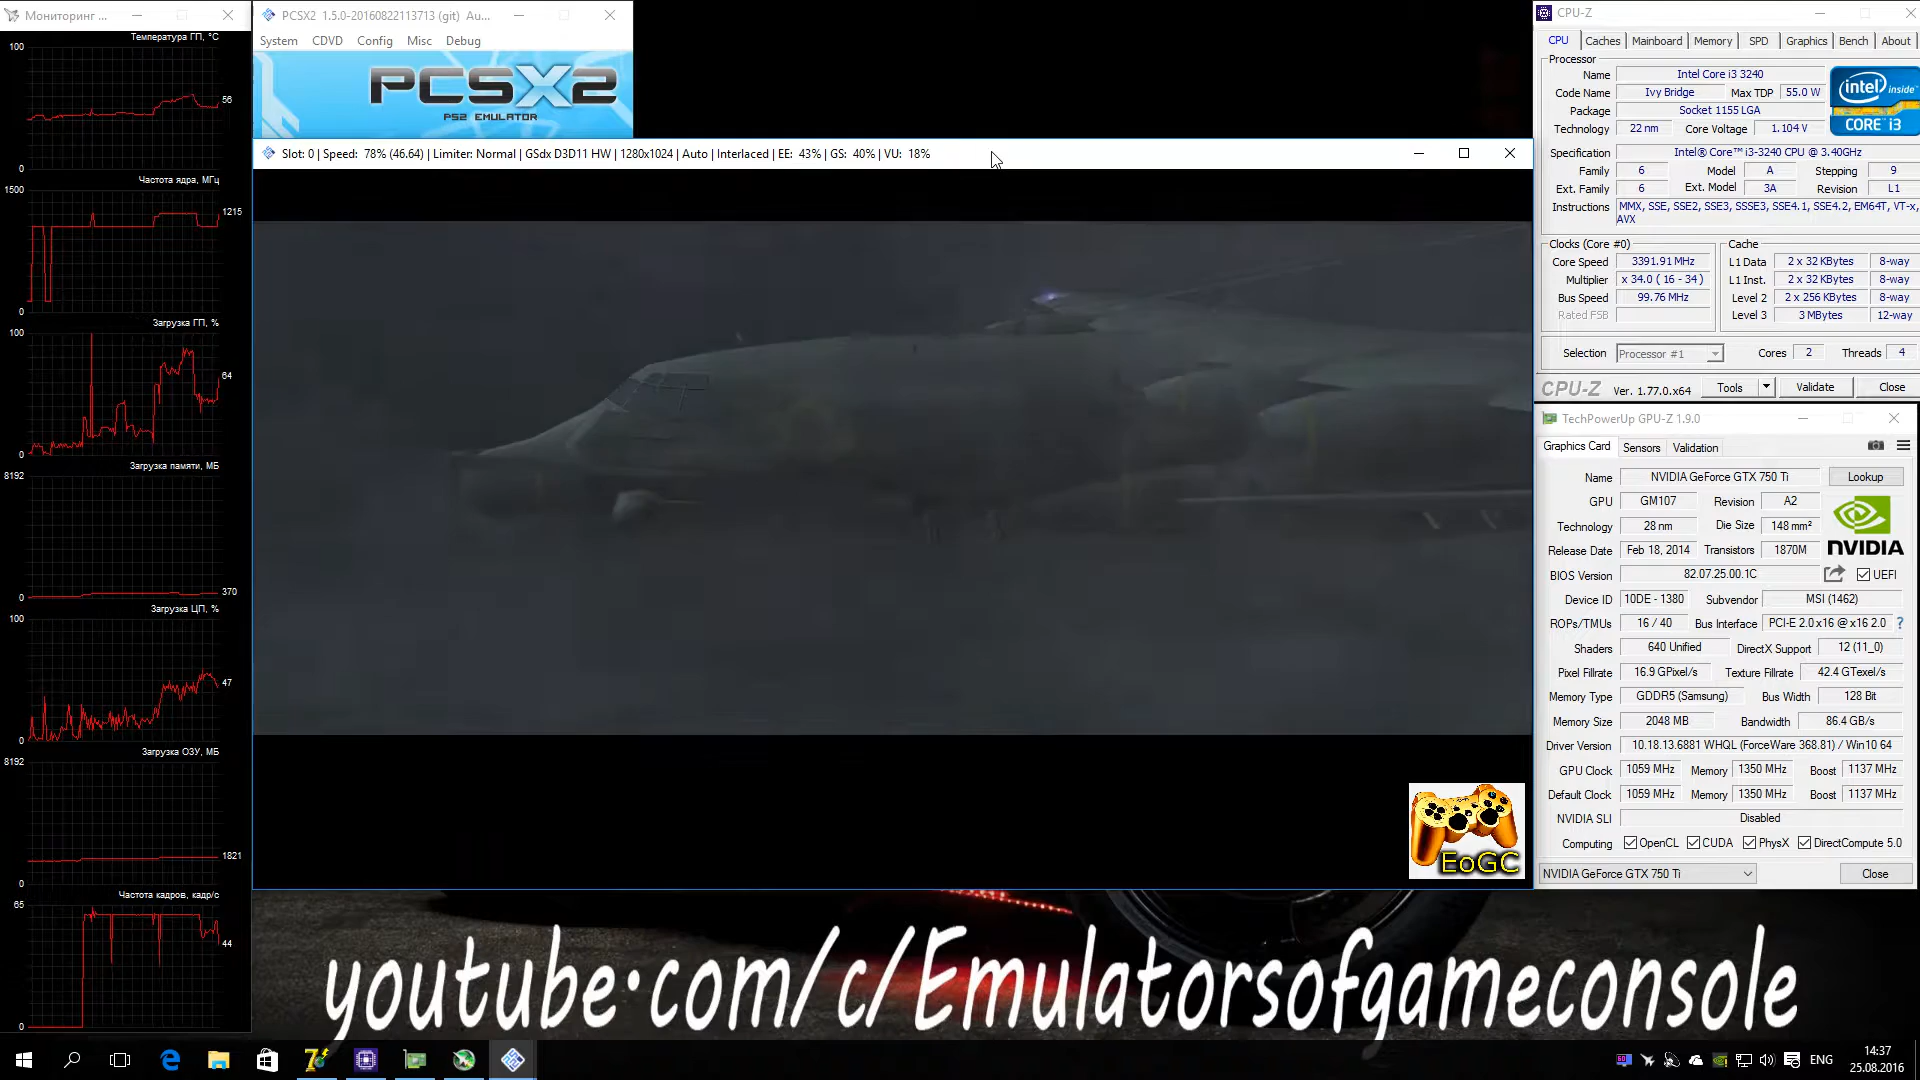 Мониторинг ...
Температура ГП, °C
100
56
0
Частота ядра, МГц
1500
1215
0
Загрузка ГП, %
100
64
0
Загрузка памяти, МБ
8192
370
0
Загрузка ЦП, %
100
47
0
Загрузка ОЗУ, МБ
8192
1821
0
Частота кадров, кадр/с
65
44
0
PCSX2 1.5.0-20160822113713 (git) Au...
System CDVD Config Misc Debug
PCSX2
PS2 EMULATOR
Slot: 0 | Speed: 78% (46.64) | Limiter: Normal | GSdx D3D11 HW | 1280x1024 | Auto | Interlaced | EE: 43% | GS: 40% | VU: 18%
EoGC
youtube.com/c/Emulatorsofgameconsole
CPU-Z
CPU Caches Mainboard Memory SPD Graphics Bench About
Processor
Name Intel Core i3 3240
Code Name Ivy Bridge Max TDP 55.0 W
Package Socket 1155 LGA
Technology 22 nm Core Voltage 1.104 V
intel inside
CORE i3
Specification Intel® Core™ i3-3240 CPU @ 3.40GHz
Family 6 Model A Stepping 9
Ext. Family 6 Ext. Model 3A Revision L1
Instructions MMX, SSE, SSE2, SSE3, SSSE3, SSE4.1, SSE4.2, EM64T, VT-x,
AVX
Clocks (Core #0) Cache
Core Speed 3391.91 MHz L1 Data 2 x 32 KBytes 8-way
Multiplier x 34.0 ( 16 - 34 ) L1 Inst. 2 x 32 KBytes 8-way
Bus Speed 99.76 MHz Level 2 2 x 256 KBytes 8-way
Rated FSB Level 3 3 MBytes 12-way
Selection Processor #1 Cores 2 Threads 4
CPU-Z Ver. 1.77.0.x64 Tools Validate Close
TechPowerUp GPU-Z 1.9.0
Graphics Card Sensors Validation
Name NVIDIA GeForce GTX 750 Ti Lookup
GPU GM107 Revision A2
Technology 28 nm Die Size 148 mm²
Release Date Feb 18, 2014 Transistors 1870M
NVIDIA
BIOS Version 82.07.25.00.1C UEFI
Device ID 10DE - 1380 Subvendor MSI (1462)
ROPs/TMUs 16 / 40 Bus Interface PCI-E 2.0 x16 @ x16 2.0 ?
Shaders 640 Unified DirectX Support 12 (11_0)
Pixel Fillrate 16.9 GPixel/s Texture Fillrate 42.4 GTexel/s
Memory Type GDDR5 (Samsung) Bus Width 128 Bit
Memory Size 2048 MB Bandwidth 86.4 GB/s
Driver Version 10.18.13.6881 WHQL (ForceWare 368.81) / Win10 64
GPU Clock 1059 MHz Memory 1350 MHz Boost 1137 MHz
Default Clock 1059 MHz Memory 1350 MHz Boost 1137 MHz
NVIDIA SLI Disabled
Computing OpenCL CUDA PhysX DirectCompute 5.0
NVIDIA GeForce GTX 750 Ti Close
ENG
14:37
25.08.2016